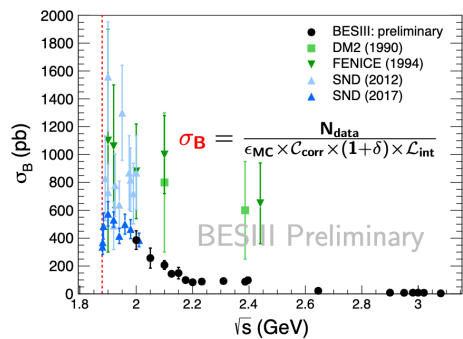 2000
1800
1600
1400
1200
1000
800
600
400
200
0
σB (pb)
BESIII: preliminary
DM2 (1990)
FENICE (1994)
SND (2012)
SND (2017)
σB = Ndata
ϵMC×Ccorr×(1+δ)×Lint
BESIII Preliminary
1.8 2 2.2 2.4 2.6 2.8 3
√s (GeV)